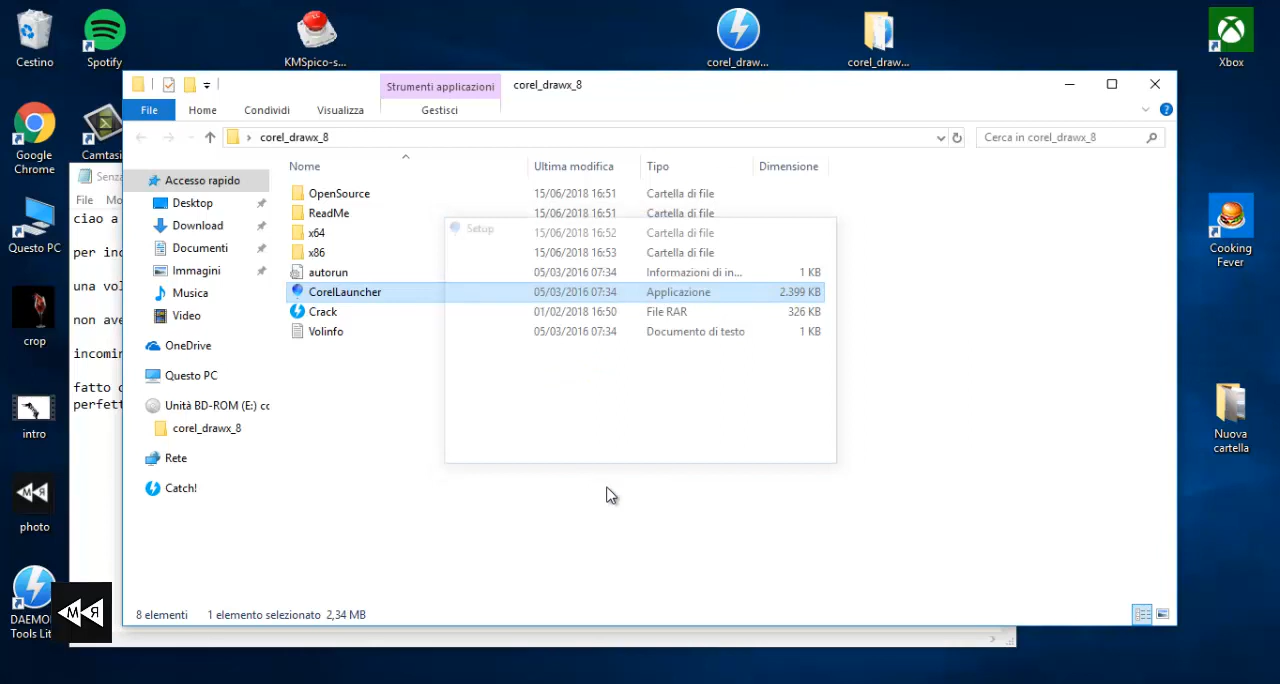 Cestino
Spotify
KMSpico-s...
corel_draw...
corel_draw...
Xbox
Google
Chrome
Camtasi
Questo PC
crop
intro
photo
DAEMO
Tools Lit
МЯ
Cooking
Fever
Nuova
cartella
Strumenti applicazioni
corel_drawx_8
File
Home
Condividi
Visualizza
Gestisci
corel_drawx_8
Cerca in corel_drawx_8
Accesso rapido
Desktop
Download
Documenti
Immagini
Musica
Video
OneDrive
Questo PC
Unità BD-ROM (E:) cc
corel_drawx_8
Rete
Catch!
Nome Ultima modifica Tipo Dimensione
OpenSource 15/06/2018 16:51 Cartella di file
ReadMe 15/06/2018 16:51 Cartella di file
x64 15/06/2018 16:52 Cartella di file
x86 15/06/2018 16:53 Cartella di file
autorun 05/03/2016 07:34 Informazioni di in... 1 KB
CorelLauncher 05/03/2016 07:34 Applicazione 2.399 KB
Crack 01/02/2018 16:50 File RAR 326 KB
Volinfo 05/03/2016 07:34 Documento di testo 1 KB
Setup
8 elementi 1 elemento selezionato 2,34 MB
Senza
File Mo
ciao a
per inc
una vol
non ave
incomin
fatto
perfett
МЯ